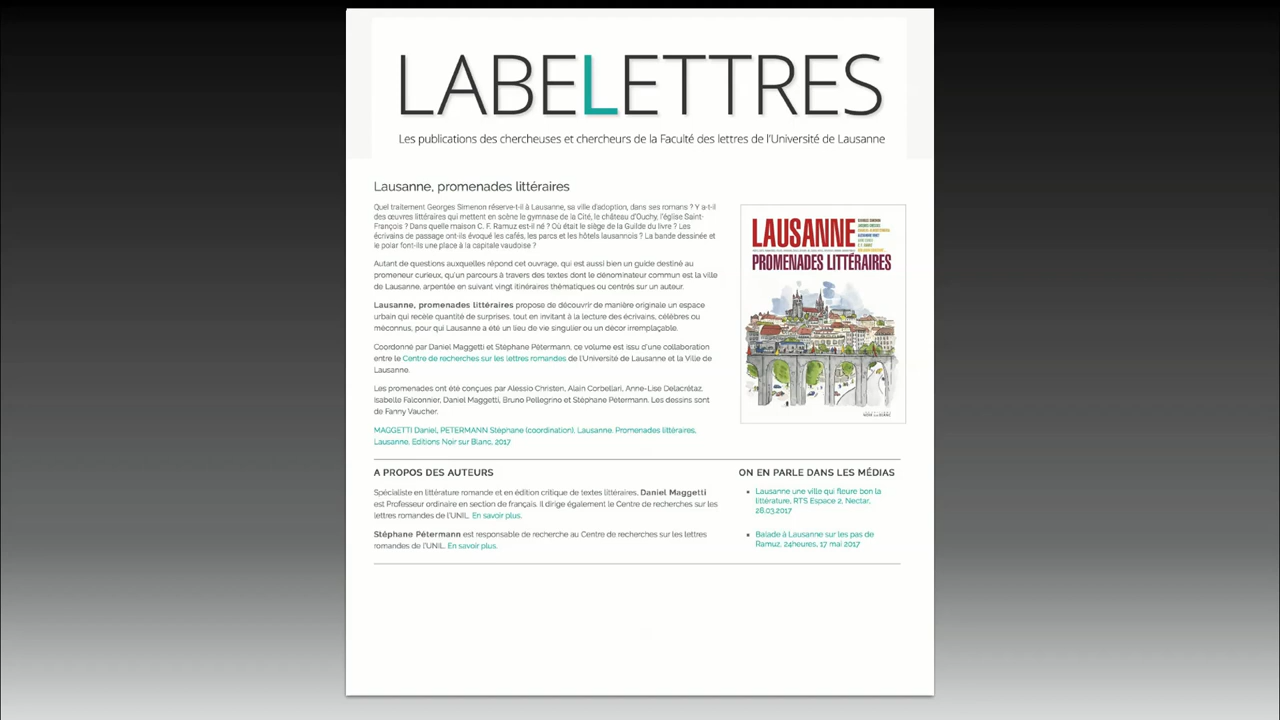 LABELETTRES
Les publications des chercheuses et chercheurs de la Faculté des lettres de l'Université de Lausanne
Lausanne, promenades littéraires
Quel traitement Georges Simenon réserve-t-il à Lausanne, sa ville d'adoption, dans ses romans ? Y a-t-il
des œuvres littéraires qui mettent en scène le gymnase de la Cité, le château d'Ouchy, l'église Saint-
François ? Dans quelle maison C. F. Ramuz est-il né ? Où était le siège de la Guilde du livre ? Les
écrivains de passage ont-ils évoqué les cafés, les parcs et les hôtels lausannois ? La bande dessinée et
le polar font-ils une place à la capitale vaudoise ?
Autant de questions auxquelles répond cet ouvrage, qui est aussi bien un guide destiné au
promeneur curieux, qu'un parcours à travers des textes dont le dénominateur commun est la ville
de Lausanne, arpentée en suivant vingt itinéraires thématiques ou centrés sur un auteur.
Lausanne, promenades littéraires propose de découvrir de manière originale un espace
urbain qui recèle quantité de surprises, tout en invitant à la lecture des écrivains, célèbres ou
méconnus, pour qui Lausanne a été un lieu de vie singulier ou un décor irremplaçable.
Coordonné par Daniel Maggetti et Stéphane Pétermann, ce volume est issu d'une collaboration
entre le Centre de recherches sur les lettres romandes de l'Université de Lausanne et la Ville de
Lausanne.
Les promenades ont été conçues par Alessio Christen, Alain Corbellari, Anne-Lise Delacrétaz,
Isabelle Falconnier, Daniel Maggetti, Bruno Pellegrino et Stéphane Pétermann. Les dessins sont
de Fanny Vaucher.
MAGGETTI Daniel, PETERMANN Stéphane (coordination), Lausanne. Promenades littéraires,
Lausanne, Editions Noir sur Blanc, 2017
LAUSANNE
PROMENADES LITTÉRAIRES
A PROPOS DES AUTEURS
Spécialiste en littérature romande et en édition critique de textes littéraires, Daniel Maggetti
est Professeur ordinaire en section de français. Il dirige également le Centre de recherches sur les
lettres romandes de l'UNIL. En savoir plus.
Stéphane Pétermann est responsable de recherche au Centre de recherches sur les lettres
romandes de l'UNIL. En savoir plus.
ON EN PARLE DANS LES MÉDIAS
Lausanne une ville qui fleure bon la
littérature, RTS Espace 2, Nectar,
28.03.2017
Balade à Lausanne sur les pas de
Ramuz, 24heures, 17 mai 2017